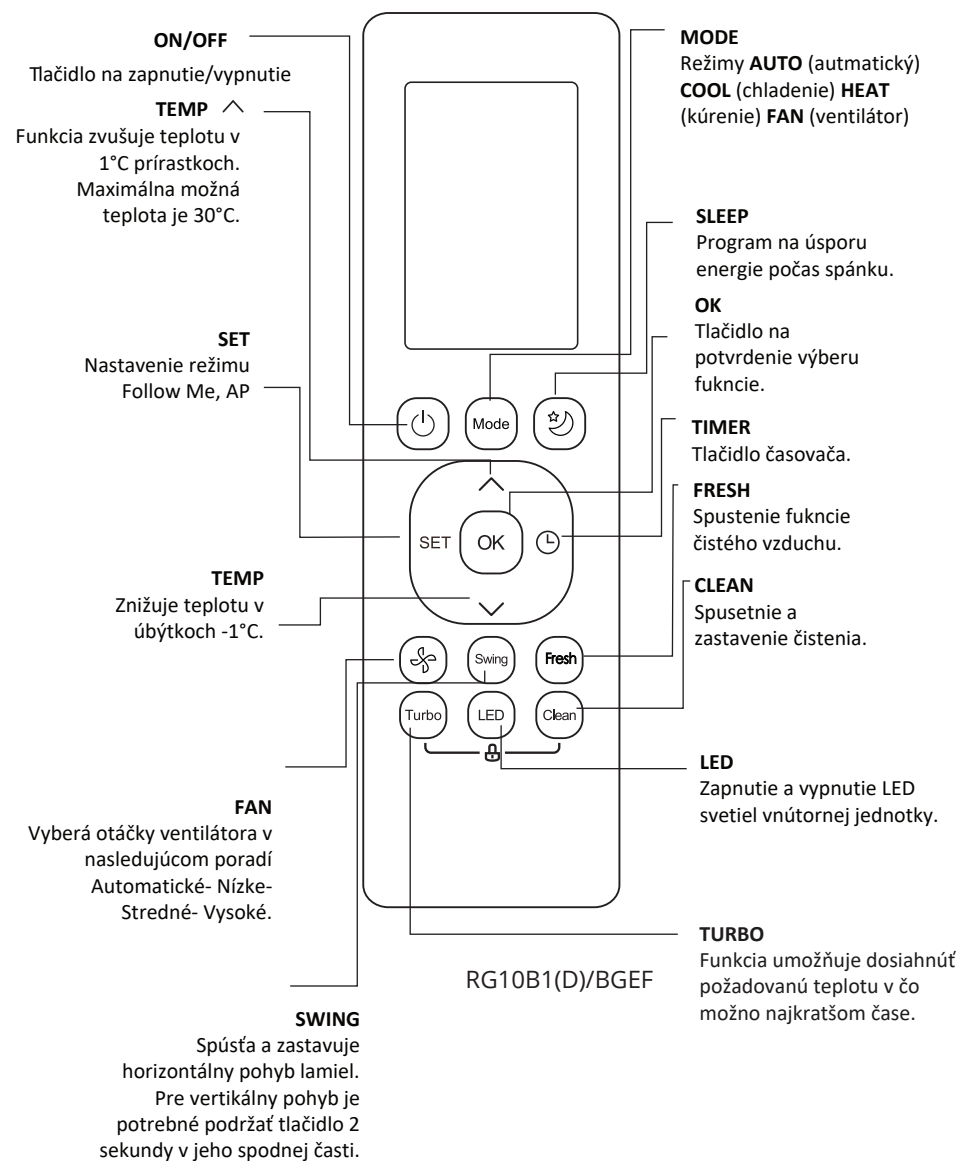 ON/OFF
Tlačidlo na zapnutie/vypnutie
TEMP
Funkcia zvušuje teplotu v
1°C prírastkoch.
Maximálna možná
teplota je 30°C.
SET
Nastavenie režimu
Follow Me, AP
TEMP
Znižuje teplotu v
úbýtkoch -1°C.
FAN
Vyberá otáčky ventilátora v
nasledujúcom poradí
Automatické- Nízke-
Stredné- Vysoké.
SWING
Spúsťa a zastavuje
horizontálny pohyb lamiel.
Pre vertikálny pohyb je
potrebné podržať tlačidlo 2
sekundy v jeho spodnej časti.
Mode
SET
OK
Swing
Fresh
Turbo
LED
Clean
RG10B1(D)/BGEF
MODE
Režimy AUTO (autmatický)
COOL (chladenie) HEAT
(kúrenie) FAN (ventilátor)
SLEEP
Program na úsporu
energie počas spánku.
OK
Tlačidlo na
potvrdenie výberu
fukncie.
TIMER
Tlačidlo časovača.
FRESH
Spustenie fukncie
čistého vzduchu.
CLEAN
Spusetnie a
zastavenie čistenia.
LED
Zapnutie a vypnutie LED
svetiel vnútornej jednotky.
TURBO
Funkcia umožňuje dosiahnúť
požadovanú teplotu v čo
možno najkratšom čase.